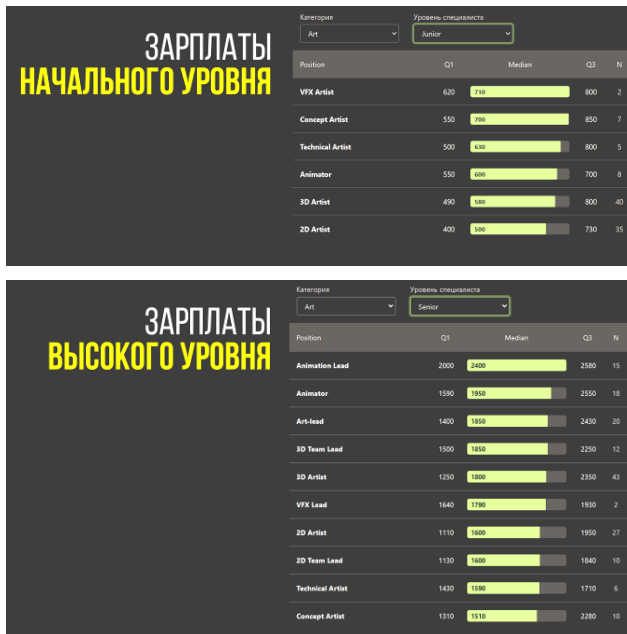 ЗАРПЛАТЫ
НАЧАЛЬНОГО УРОВНЯ
Категория Уровень специалиста
Art Junior
Position Q1 Median Q3 N
VFX Artist 620 710 800 2
Concept Artist 550 700 850 7
Technical Artist 500 630 800 5
Animator 550 600 700 8
3D Artist 490 580 800 40
2D Artist 400 500 730 35
ЗАРПЛАТЫ
ВЫСОКОГО УРОВНЯ
Категория Уровень специалиста
Art Senior
Position Q1 Median Q3 N
Animation Lead 2000 2400 2580 15
Animator 1590 1950 2550 18
Art-lead 1400 1850 2430 20
3D Team Lead 1500 1850 2250 12
3D Artist 1250 1800 2350 43
VFX Lead 1640 1790 1930 2
2D Artist 1110 1600 1950 27
2D Team Lead 1130 1600 1840 10
Technical Artist 1430 1590 1710 6
Concept Artist 1310 1510 2280 10